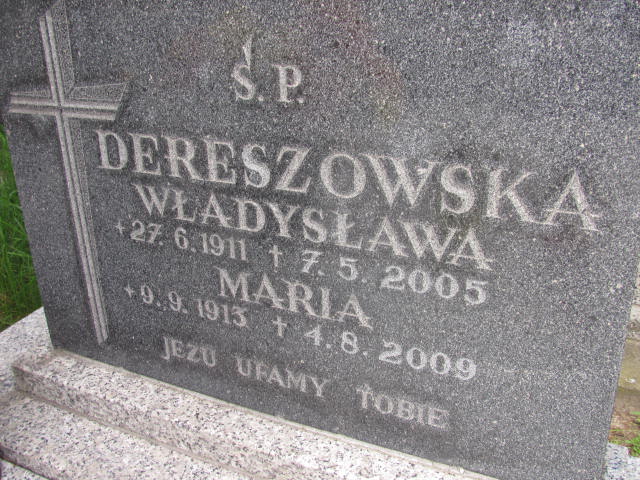 Ś.P.
DERESZOWSKA
WŁADYSŁAWA
+27.6.1911 † 7.5.2005
MARIA
+9.9.1913 † 4.8.2009
JEZU UFAMY TOBIE